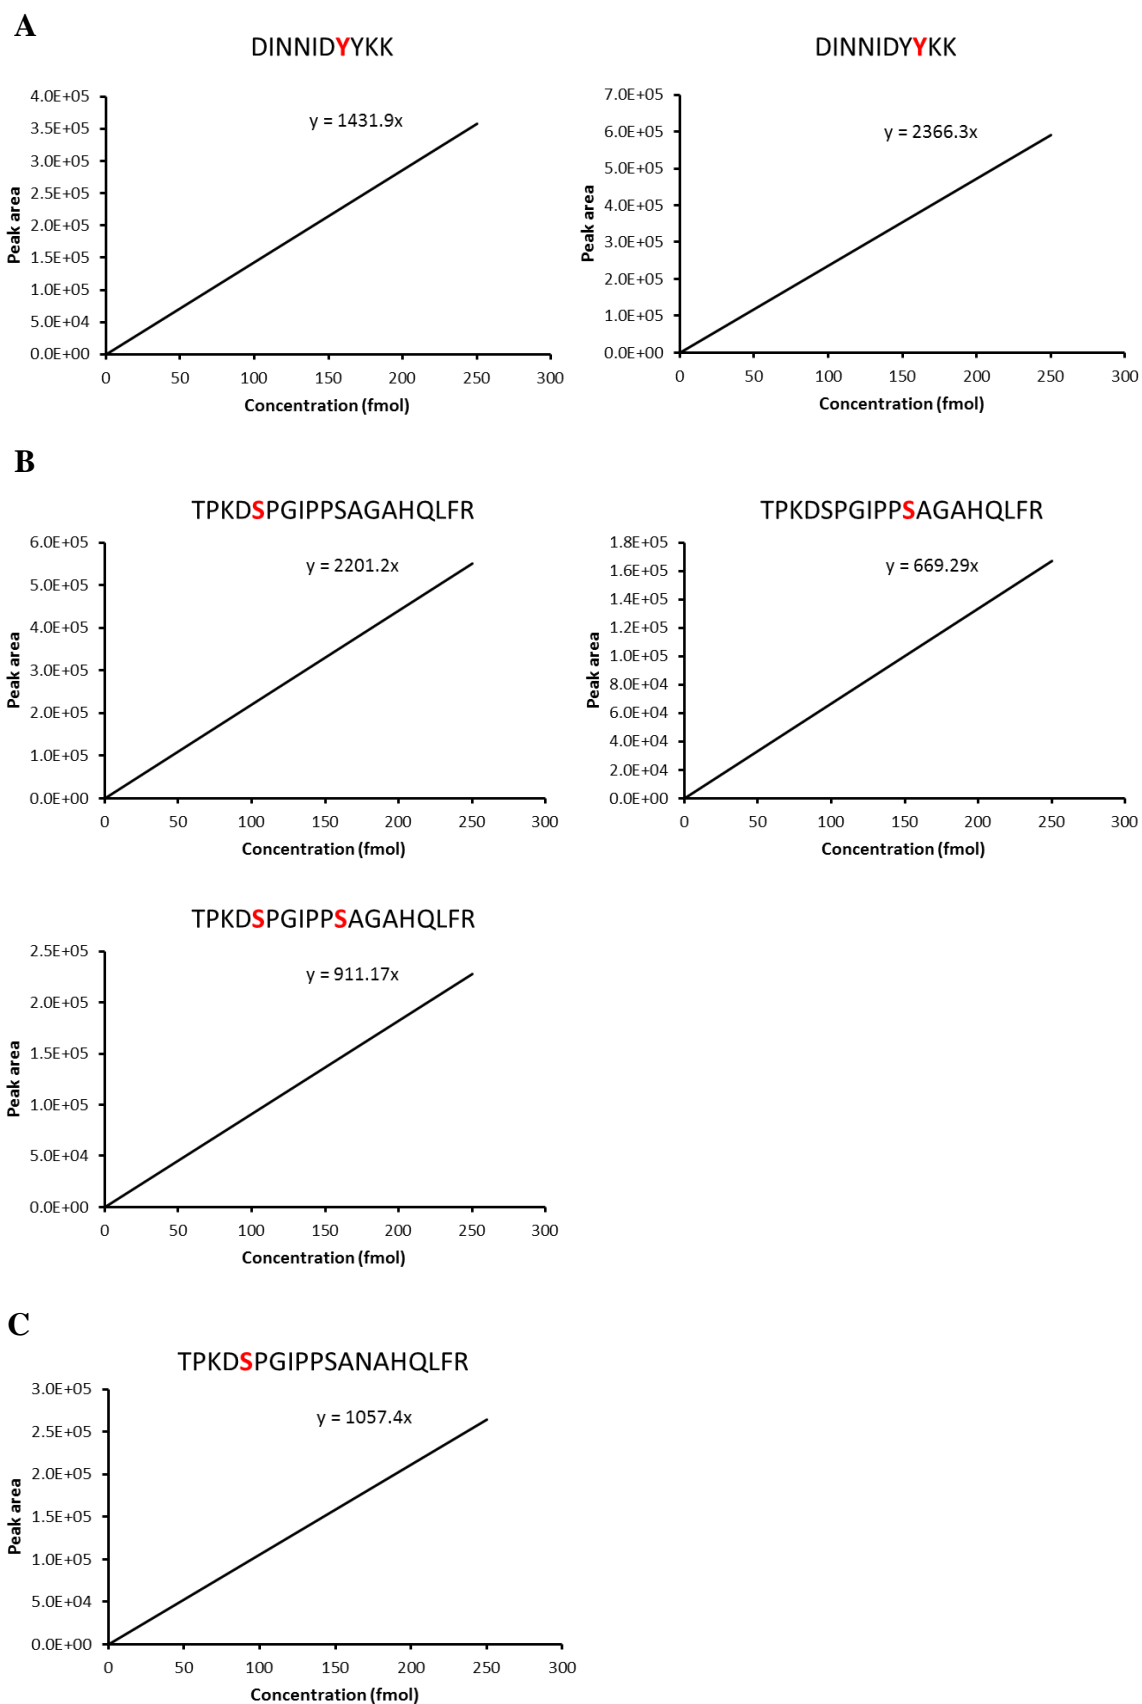 A
DINNIDYYKK
4.0E+05
3.5E+05
3.0E+05
2.5E+05
2.0E+05
1.5E+05
1.0E+05
5.0E+04
0.0E+00
Peak area
y = 1431.9x
0 50 100 150 200 250 300
Concentration (fmol)
DINNIDYYKK
7.0E+05
6.0E+05
5.0E+05
4.0E+05
3.0E+05
2.0E+05
1.0E+05
0.0E+00
Peak area
y = 2366.3x
0 50 100 150 200 250 300
Concentration (fmol)
B
TPKDSPGIPPSAGAHQLFR
6.0E+05
5.0E+05
4.0E+05
3.0E+05
2.0E+05
1.0E+05
0.0E+00
Peak area
y = 2201.2x
0 50 100 150 200 250 300
Concentration (fmol)
TPKDSPGIPPSAGAHQLFR
1.8E+05
1.6E+05
1.4E+05
1.2E+05
1.0E+05
8.0E+04
6.0E+04
4.0E+04
2.0E+04
0.0E+00
Peak area
y = 669.29x
0 50 100 150 200 250 300
Concentration (fmol)
TPKDSPGIPPSAGAHQLFR
2.5E+05
2.0E+05
1.5E+05
1.0E+05
5.0E+04
0.0E+00
Peak area
y = 911.17x
0 50 100 150 200 250 300
Concentration (fmol)
C
TPKDSPGIPPSANAHQLFR
3.0E+05
2.5E+05
2.0E+05
1.5E+05
1.0E+05
5.0E+04
0.0E+00
Peak area
y = 1057.4x
0 50 100 150 200 250 300
Concentration (fmol)